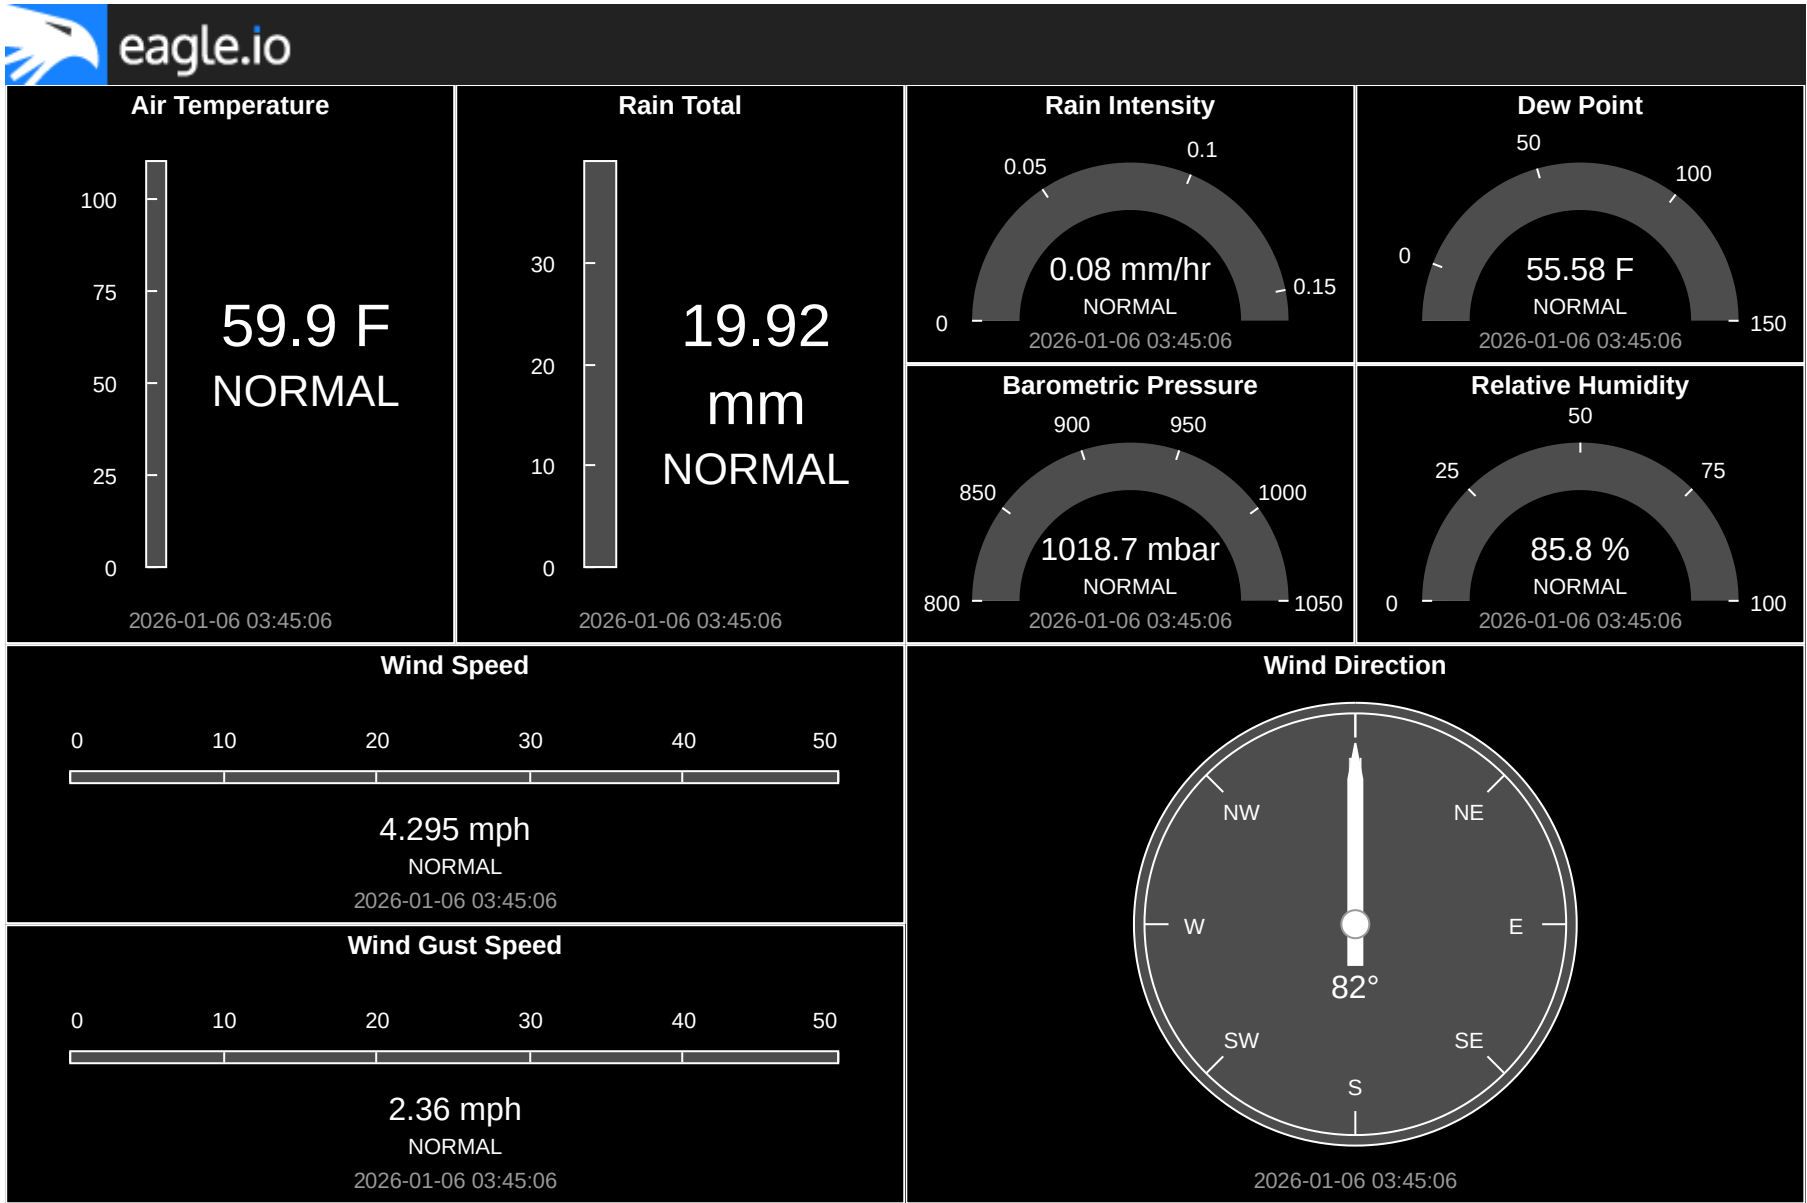 eagle.io
Air Temperature
100
75
50
25
0
59.9 F
NORMAL
2026-01-06 03:45:06
Rain Total
30
20
10
0
19.92
mm
NORMAL
2026-01-06 03:45:06
Rain Intensity
0
0.05
0.1
0.15
0.08 mm/hr
NORMAL
2026-01-06 03:45:06
Dew Point
0
50
100
150
55.58 F
NORMAL
2026-01-06 03:45:06
Barometric Pressure
800
850
900
950
1000
1050
1018.7 mbar
NORMAL
2026-01-06 03:45:06
Relative Humidity
0
25
50
75
100
85.8 %
NORMAL
2026-01-06 03:45:06
Wind Speed
0 10 20 30 40 50
4.295 mph
NORMAL
2026-01-06 03:45:06
Wind Gust Speed
0 10 20 30 40 50
2.36 mph
NORMAL
2026-01-06 03:45:06
Wind Direction
NW NE
W E
82°
SW SE
S
2026-01-06 03:45:06